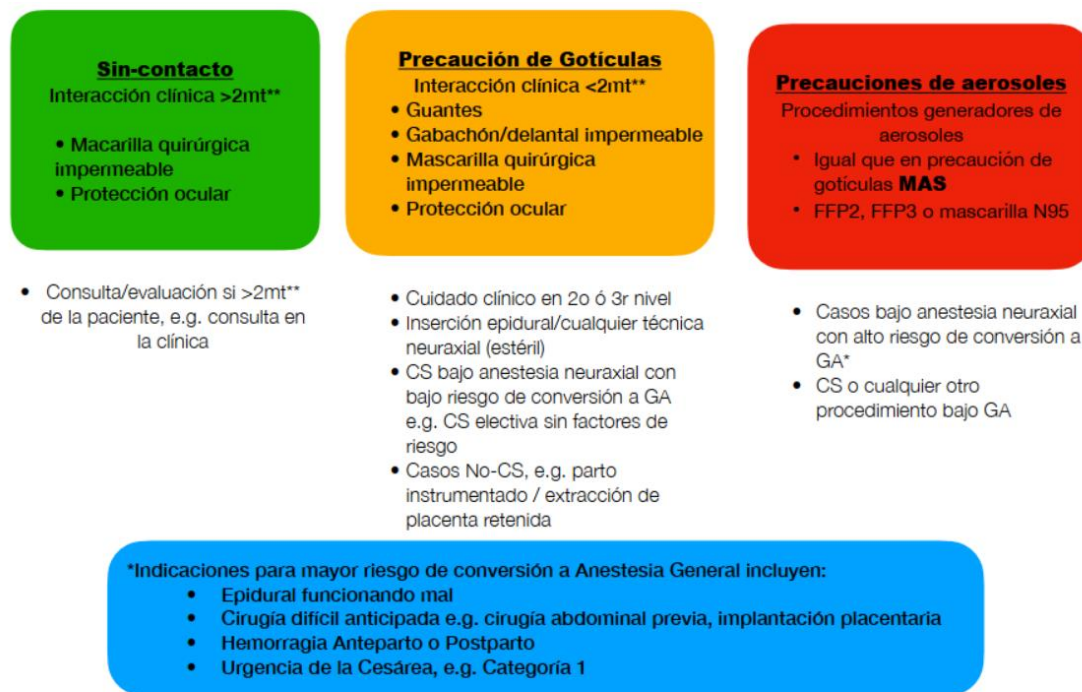 Sin-contacto
Interacción clínica >2mt**
• Macarilla quirúrgica
impermeable
• Protección ocular
• Consulta/evaluación si >2mt**
de la paciente, e.g. consulta en
la clínica
Precaución de Gotículas
Interacción clínica <2mt**
• Guantes
• Gabachón/delantal impermeable
• Mascarilla quirúrgica
impermeable
• Protección ocular
• Cuidado clínico en 2o ó 3r nivel
• Inserción epidural/cualquier técnica
neuraxial (estéril)
• CS bajo anestesia neuraxial con
bajo riesgo de conversión a GA
e.g. CS electiva sin factores de
riesgo
• Casos No-CS, e.g. parto
instrumentado / extracción de
placenta retenida
Precauciones de aerosoles
Procedimientos generadores de
aerosoles
• Igual que en precaución de
gotículas MAS
• FFP2, FFP3 o mascarilla N95
• Casos bajo anestesia neuraxial
con alto riesgo de conversión a
GA*
• CS o cualquier otro
procedimiento bajo GA
*Indicaciones para mayor riesgo de conversión a Anestesia General incluyen:
• Epidural funcionando mal
• Cirugía difícil anticipada e.g. cirugía abdominal previa, implantación placentaria
• Hemorragia Anteparto o Postparto
• Urgencia de la Cesárea, e.g. Categoría 1